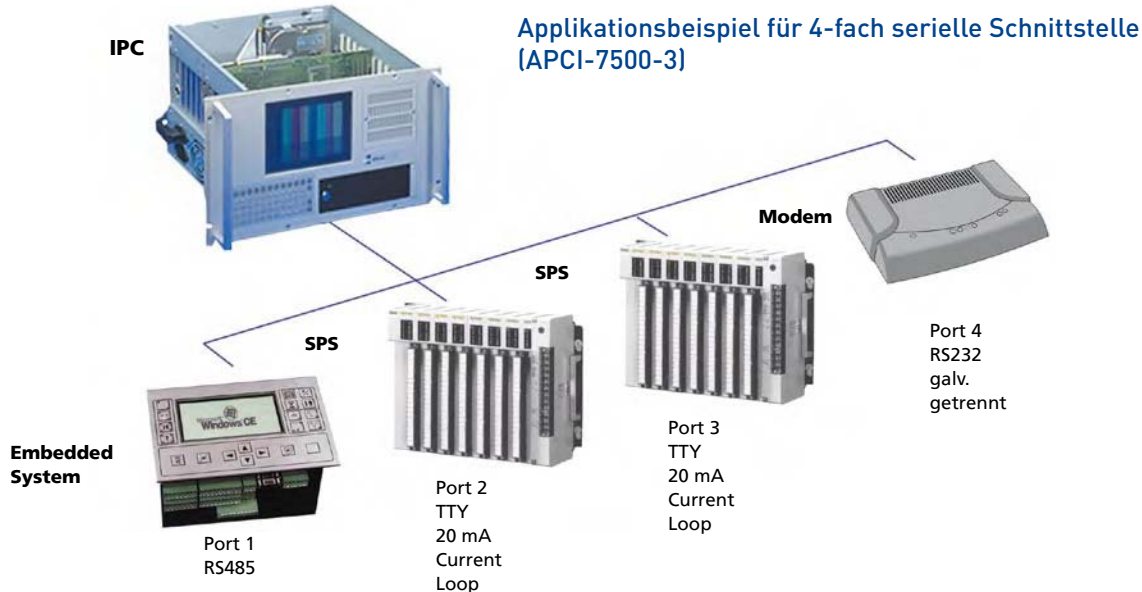 Applikationsbeispiel für 4-fach serielle Schnittstelle
(APCI-7500-3)
IPC
Modem
SPS
SPS
Windows CE
Embedded
System
Port 1
RS485
Port 2
TTY
20 mA
Current
Loop
Port 3
TTY
20 mA
Current
Loop
Port 4
RS232
galv.
getrennt